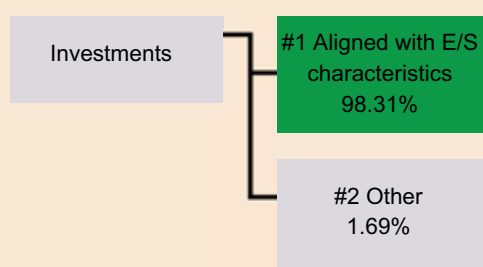 Investments
#1 Aligned with E/S
characteristics
98.31%
#2 Other
1.69%